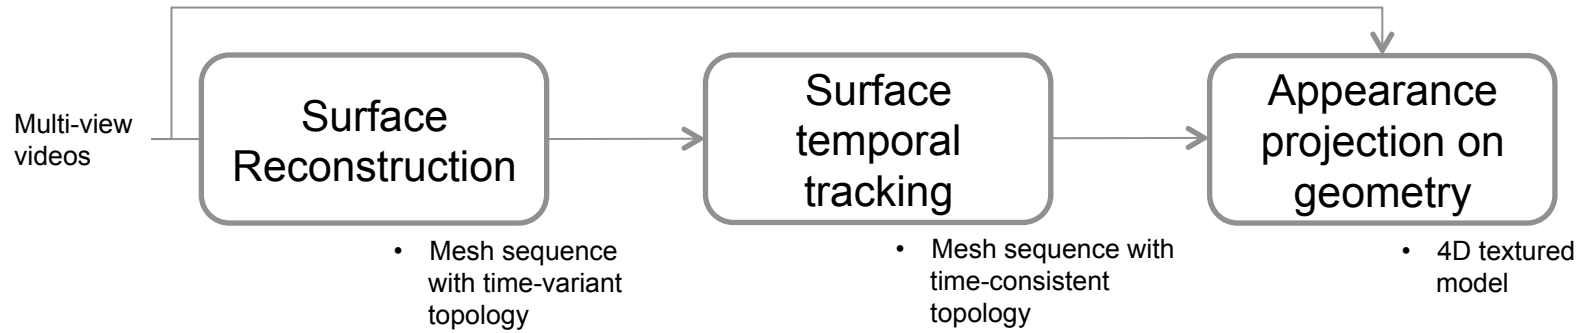 Multi-view
videos
Surface
Reconstruction
• Mesh sequence
with time-variant
topology
Surface
temporal
tracking
• Mesh sequence with
time-consistent
topology
Appearance
projection on
geometry
• 4D textured
model